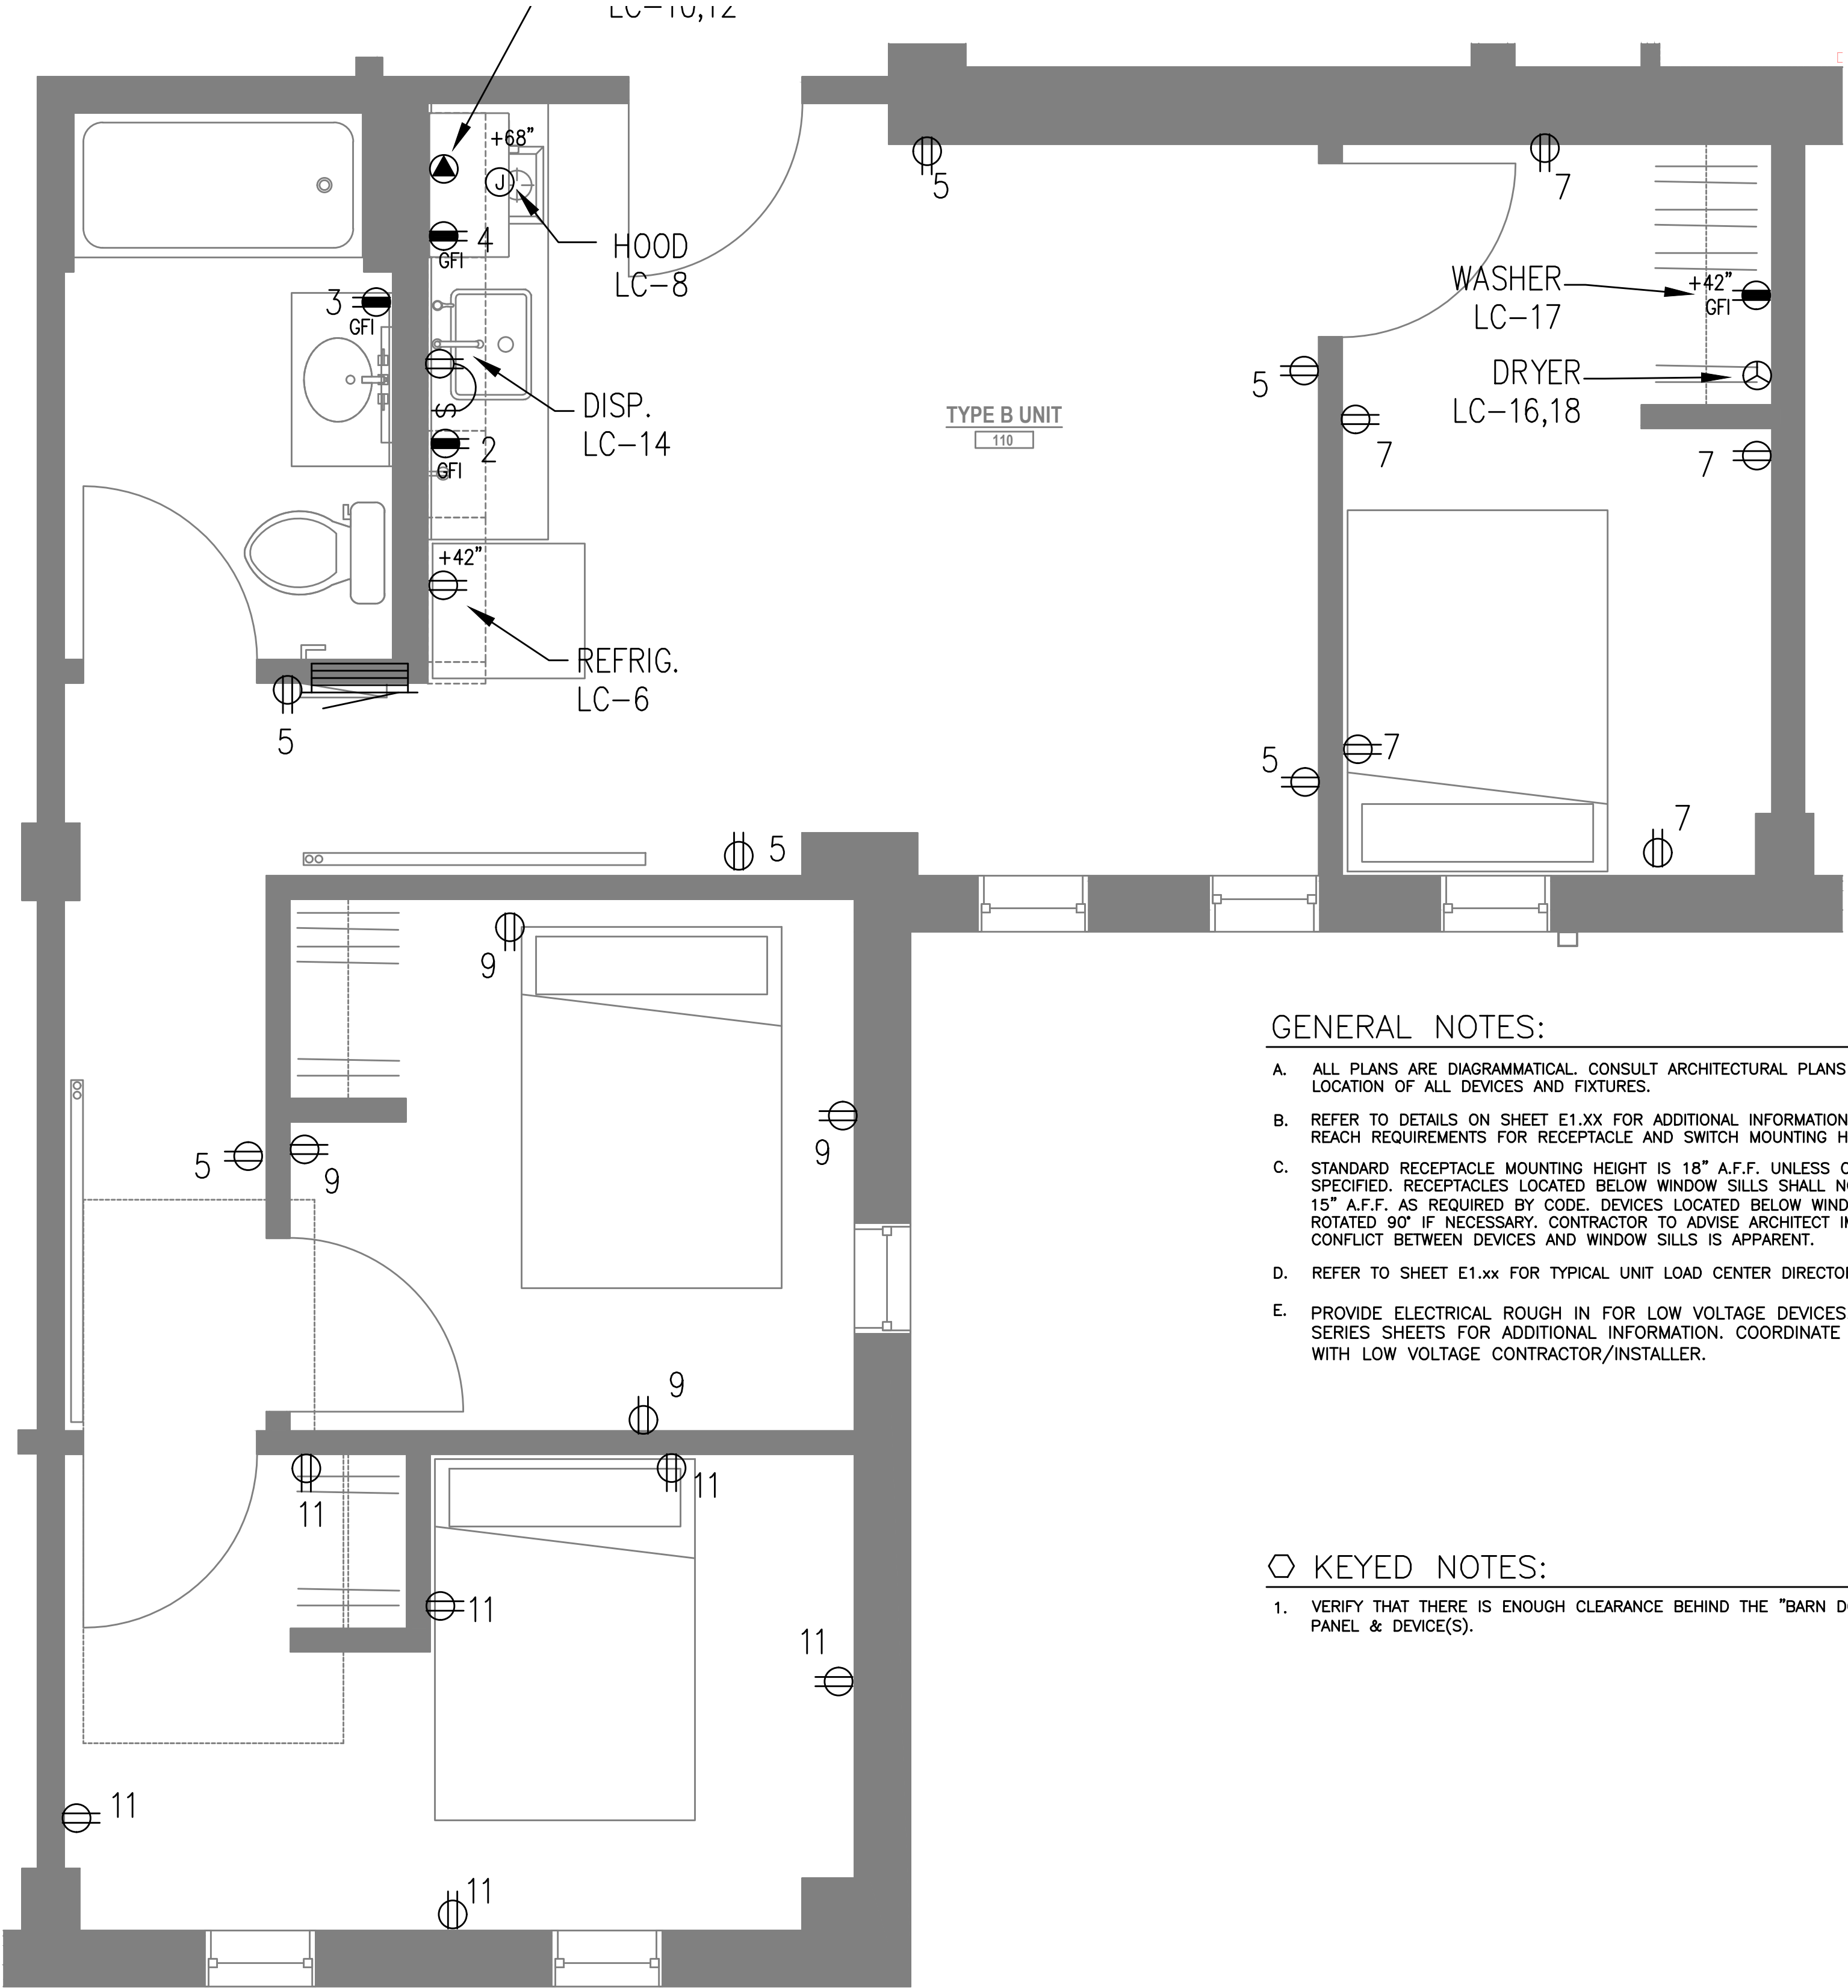 LC-10,12
+68"
J
HOOD
LC-8
4
GFI
3
GFI
DISP.
LC-14
S
2
GFI
+42"
REFRIG.
LC-6
5
5
7
WASHER
LC-17
+42"
GFI
DRYER
LC-16,18
5
7
7
TYPE B UNIT
110
5
7
7
5
9
9
5
9
9
11
11
11
11
11
11
GENERAL NOTES:
A. ALL PLANS ARE DIAGRAMMATICAL. CONSULT ARCHITECTURAL PLANS
LOCATION OF ALL DEVICES AND FIXTURES.
B. REFER TO DETAILS ON SHEET E1.XX FOR ADDITIONAL INFORMATION
REACH REQUIREMENTS FOR RECEPTACLE AND SWITCH MOUNTING
C. STANDARD RECEPTACLE MOUNTING HEIGHT IS 18" A.F.F. UNLESS
SPECIFIED. RECEPTACLES LOCATED BELOW WINDOW SILLS SHALL
15" A.F.F. AS REQUIRED BY CODE. DEVICES LOCATED BELOW
ROTATED 90° IF NECESSARY. CONTRACTOR TO ADVISE ARCHITECT
CONFLICT BETWEEN DEVICES AND WINDOW SILLS IS APPARENT.
D. REFER TO SHEET E1.xx FOR TYPICAL UNIT LOAD CENTER
E. PROVIDE ELECTRICAL ROUGH IN FOR LOW VOLTAGE DEVICES
SERIES SHEETS FOR ADDITIONAL INFORMATION. COORDINATE
WITH LOW VOLTAGE CONTRACTOR/INSTALLER.
KEYED NOTES:
1. VERIFY THAT THERE IS ENOUGH CLEARANCE BEHIND THE "BARN
PANEL & DEVICE(S).